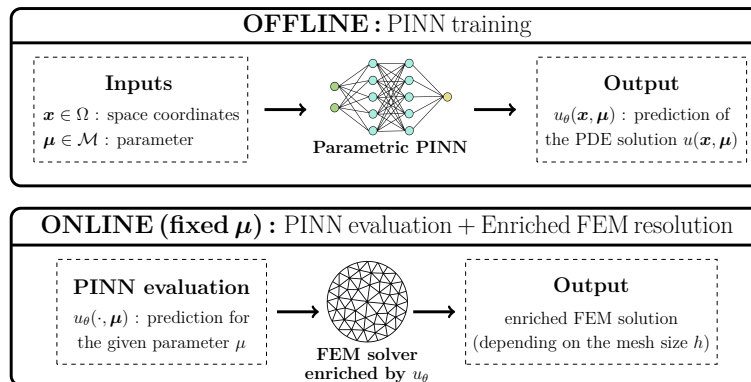 OFFLINE : PINN training
Inputs
x ∈ Ω : space coordinates
μ ∈ M : parameter
Parametric PINN
Output
u_θ(x, μ) : prediction of
the PDE solution u(x, μ)
ONLINE (fixed μ) : PINN evaluation + Enriched FEM resolution
PINN evaluation
u_θ(·, μ) : prediction for
the given parameter μ
FEM solver
enriched by u_θ
Output
enriched FEM solution
(depending on the mesh size h)